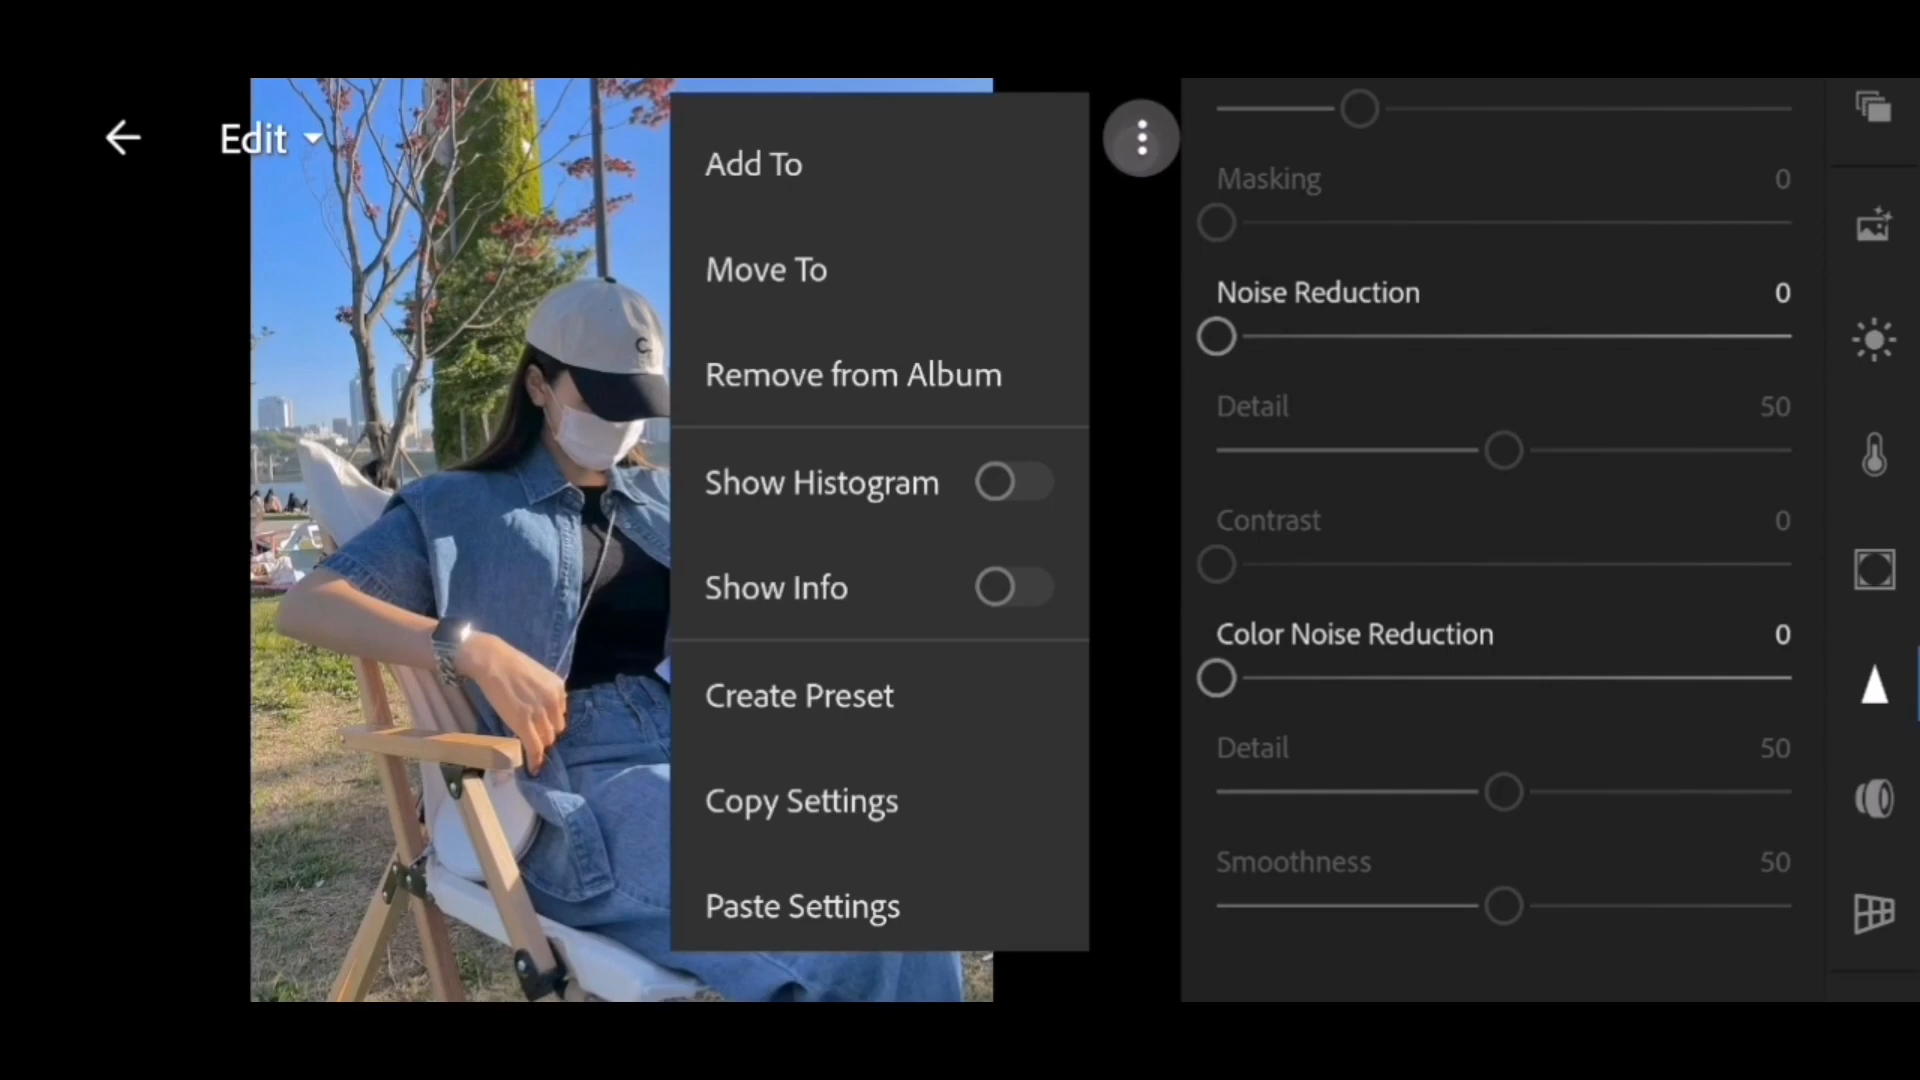 Edit
C
Add To
Move To
Remove from Album
Show Histogram
Show Info
Create Preset
Copy Settings
Paste Settings
Masking 0
Noise Reduction 0
Detail 50
Contrast 0
Color Noise Reduction 0
Detail 50
Smoothness 50